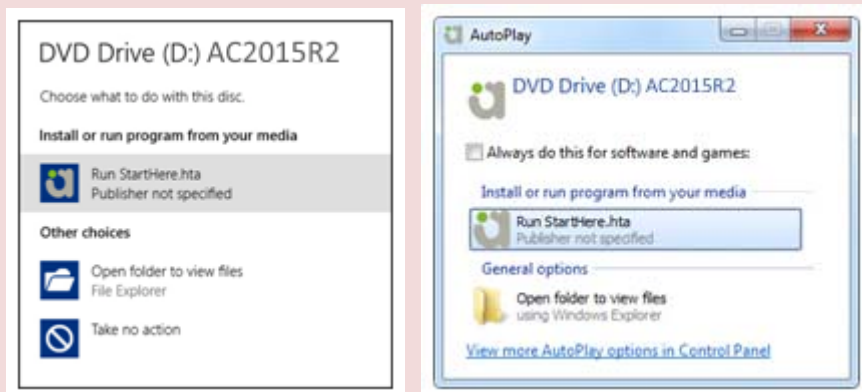 DVD Drive (D:) AC2015R2
Choose what to do with this disc.
Install or run program from your media
Run StartHere.hta
Publisher not specified
Other choices
Open folder to view files
File Explorer
Take no action
AutoPlay
DVD Drive (D:) AC2015R2
Always do this for software and games:
Install or run program from your media
Run StartHere.hta
Publisher not specified
General options
Open folder to view files
using Windows Explorer
View more AutoPlay options in Control Panel